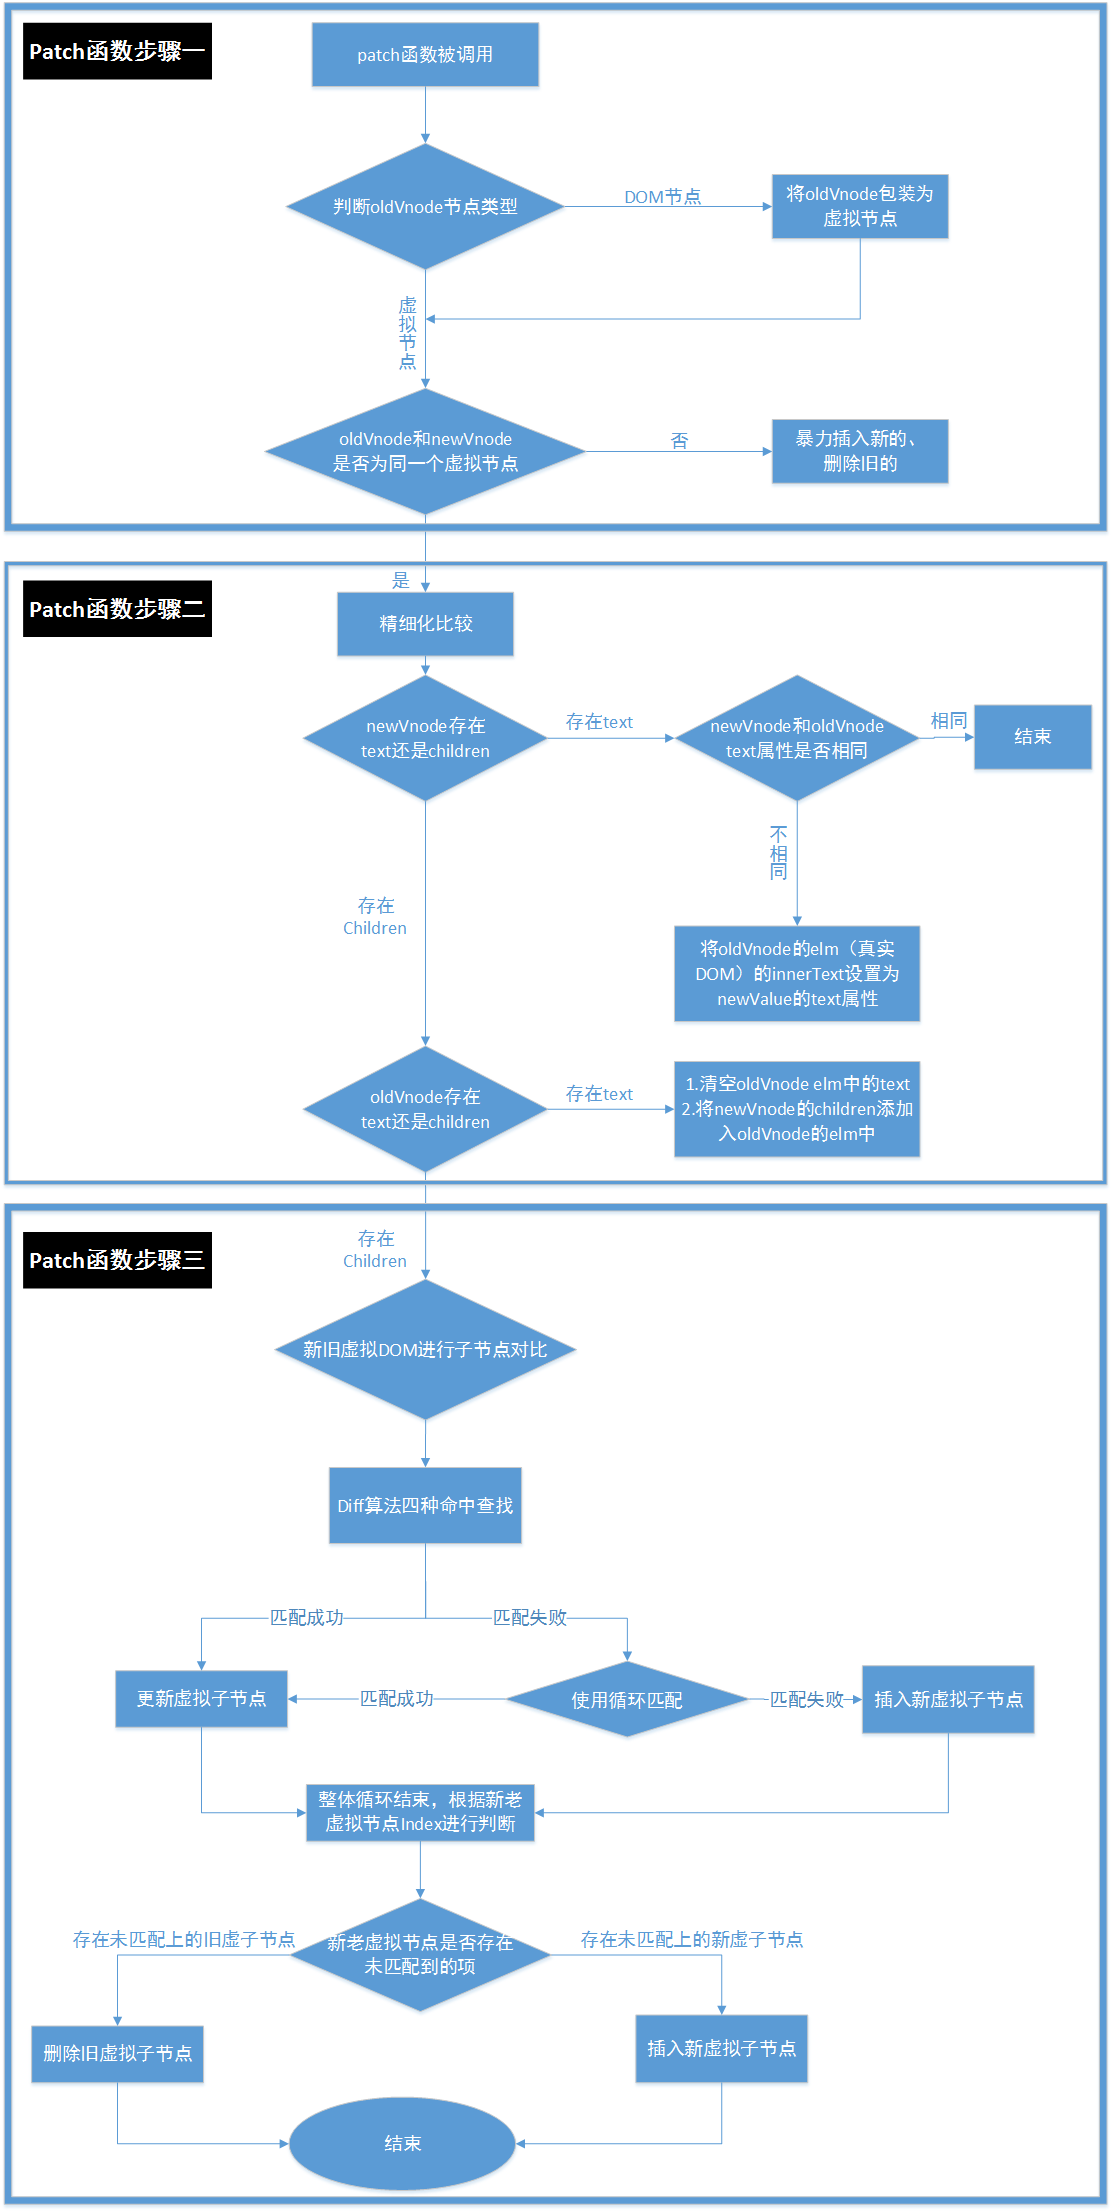 Patch函数步骤一
patch函数被调用
判断oldVnode节点类型
DOM节点
将oldVnode包装为
虚拟节点
虚拟节点
oldVnode和newVnode
是否为同一个虚拟节点
否
暴力插入新的、
删除旧的
是
Patch函数步骤二
精细化比较
newVnode存在
text还是children
存在text
newVnode和oldVnode
text属性是否相同
相同
结束
不相同
存在
Children
将oldVnode的elm（真实
DOM）的innerText设置为
newValue的text属性
oldVnode存在
text还是children
存在text
1.清空oldVnode elm中的text
2.将newVnode的children添加
入oldVnode的elm中
存在
Children
Patch函数步骤三
新旧虚拟DOM进行子节点对比
Diff算法四种命中查找
匹配成功
匹配失败
更新虚拟子节点
匹配成功
使用循环匹配
匹配失败
插入新虚拟子节点
整体循环结束，根据新老
虚拟节点Index进行判断
存在未匹配上的旧虚子节点
新老虚拟节点是否存在
未匹配到的项
存在未匹配上的新虚子节点
删除旧虚拟子节点
插入新虚拟子节点
结束